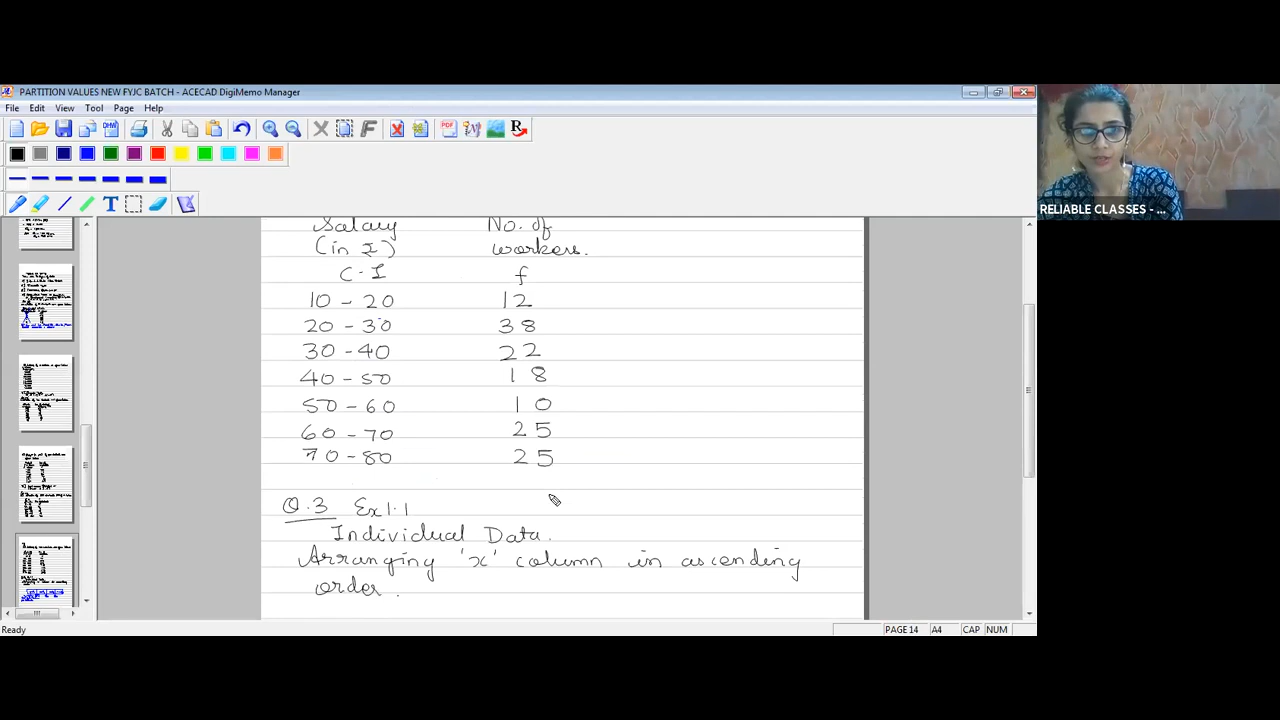 PARTITION VALUES NEW FYJC BATCH - ACECAD DigiMemo Manager
File Edit View Tool Page Help
RELIABLE CLASSES - ...
Salary No. of
(in ₹) workers.
C-I f
10 - 20 12
20 - 30 38
30 - 40 22
40 - 50 18
50 - 60 10
60 - 70 25
70 - 80 25
Q.3 Ex 1.1
Individual Data.
Arranging 'x' column in ascending
order.
Ready PAGE 14 A4 CAP NUM